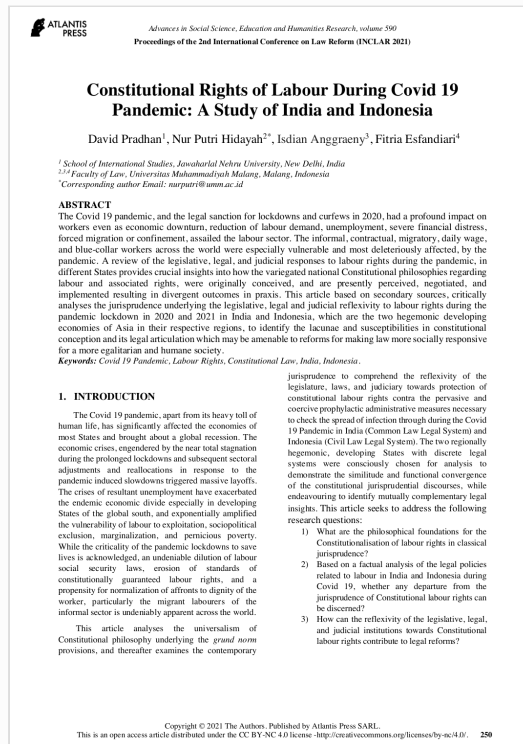 ATLANTIS
PRESS
Advances in Social Science, Education and Humanities Research, volume 590
Proceedings of the 2nd International Conference on Law Reform (INCLAR 2021)
Constitutional Rights of Labour During Covid 19
Pandemic: A Study of India and Indonesia
David Pradhan1, Nur Putri Hidayah2*, Isdian Anggraeny3, Fitria Esfandiari4
1 School of International Studies, Jawaharlal Nehru University, New Delhi, India
2,3,4 Faculty of Law, Universitas Muhammadiyah Malang, Malang, Indonesia
*Corresponding author Email: nurputri@umm.ac.id
ABSTRACT
The Covid 19 pandemic, and the legal sanction for lockdowns and curfews in 2020, had a profound impact on
workers even as economic downturn, reduction of labour demand, unemployment, severe financial distress,
forced migration or confinement, assailed the labour sector. The informal, contractual, migratory, daily wage,
and blue-collar workers across the world were especially vulnerable and most deleteriously affected, by the
pandemic. A review of the legislative, legal, and judicial responses to labour rights during the pandemic, in
different States provides crucial insights into how the variegated national Constitutional philosophies regarding
labour and associated rights, were originally conceived, and are presently perceived, negotiated, and
implemented resulting in divergent outcomes in praxis. This article based on secondary sources, critically
analyses the jurisprudence underlying the legislative, legal and judicial reflexivity to labour rights during the
pandemic lockdown in 2020 and 2021 in India and Indonesia, which are the two hegemonic developing
economies of Asia in their respective regions, to identify the lacunae and susceptibilities in constitutional
conception and its legal articulation which may be amenable to reforms for making law more socially responsive
for a more egalitarian and humane society.
Keywords: Covid 19 Pandemic, Labour Rights, Constitutional Law, India, Indonesia.
1. INTRODUCTION
The Covid 19 pandemic, apart from its heavy toll of
human life, has significantly affected the economies of
most States and brought about a global recession. The
economic crises, engendered by the near total stagnation
during the prolonged lockdowns and subsequent sectoral
adjustments and reallocations in response to the
pandemic induced slowdowns triggered massive layoffs.
The crises of resultant unemployment have exacerbated
the endemic economic divide especially in developing
States of the global south, and exponentially amplified
the vulnerability of labour to exploitation, sociopolitical
exclusion, marginalization, and pernicious poverty.
While the criticality of the pandemic lockdowns to save
lives is acknowledged, an undeniable dilution of labour
social security laws, erosion of standards of
constitutionally guaranteed labour rights, and a
propensity for normalization of affronts to dignity of the
worker, particularly the migrant labourers of the
informal sector is undeniably apparent across the world.
This article analyses the universalism of
Constitutional philosophy underlying the grund norm
provisions, and thereafter examines the contemporary
jurisprudence to comprehend the reflexivity of the
legislature, laws, and judiciary towards protection of
constitutional labour rights contra the pervasive and
coercive prophylactic administrative measures necessary
to check the spread of infection through during the Covid
19 Pandemic in India (Common Law Legal System) and
Indonesia (Civil Law Legal System). The two regionally
hegemonic, developing States with discrete legal
systems were consciously chosen for analysis to
demonstrate the similitude and functional convergence
of the constitutional jurisprudential discourses, while
endeavouring to identify mutually complementary legal
insights. This article seeks to address the following
research questions:
1) What are the philosophical foundations for the
Constitutionalisation of labour rights in classical
jurisprudence?
2) Based on a factual analysis of the legal policies
related to labour in India and Indonesia during
Covid 19, whether any departure from the
jurisprudence of Constitutional labour rights can
be discerned?
3) How can the reflexivity of the legislative, legal,
and judicial institutions towards Constitutional
labour rights contribute to legal reforms?
Copyright © 2021 The Authors. Published by Atlantis Press SARL.
This is an open access article distributed under the CC BY-NC 4.0 license -http://creativecommons.org/licenses/by-nc/4.0/. 250